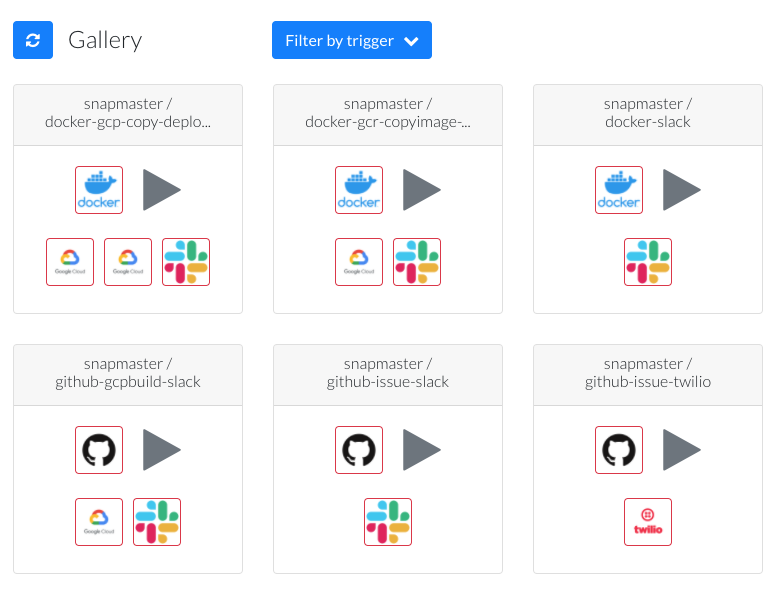 Gallery
Filter by trigger
snapmaster /
docker-gcp-copy-deplo...
docker
Google Cloud
Google Cloud
snapmaster /
docker-gcr-copyimage-...
docker
Google Cloud
snapmaster /
docker-slack
docker
snapmaster /
github-gcpbuild-slack
Google Cloud
snapmaster /
github-issue-slack
snapmaster /
github-issue-twilio
twilio